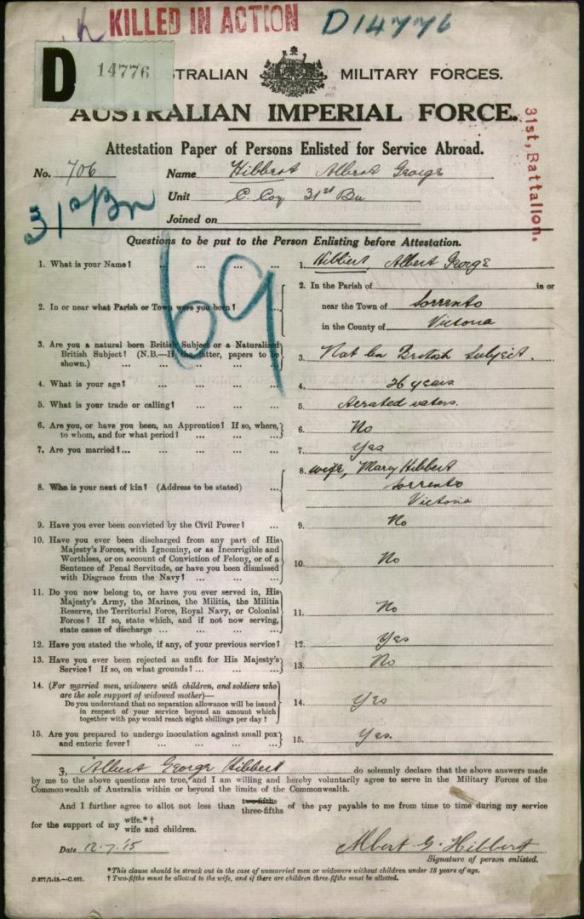 KILLED IN ACTION
D14776
D 14776
AUSTRALIAN MILITARY FORCES.
AUSTRALIAN IMPERIAL FORCE.
31st, Battalion.
Attestation Paper of Persons Enlisted for Service Abroad.
No. 706 Name Hibbert Albert George
Unit C. Coy 31st Bn
Joined on
31st Bn
69
Questions to be put to the Person Enlisting before Attestation.
1. What is your Name? ... ... ... ... 1. Hibbert Albert George
2. In or near what Parish or Town were you born? ... 2. In the Parish of in or
near the Town of Sorrento
in the County of Victoria
3. Are you a natural born British Subject or a Naturalized
British Subject? (N.B.—If the latter, papers to be
shown.) ... ... ... 3. Nat bn British Subject.
4. What is your age? ... ... ... ... 4. 36 years
5. What is your trade or calling? ... ... ... 5. Aerated waters.
6. Are you, or have you been, an Apprentice? If so, where,
to whom, and for what period? ... ... ... 6. No
7. Are you married? ... ... ... ... 7. Yes
8. Who is your next of kin? (Address to be stated) 8. wife, Mary Hibbert
Sorrento
Victoria
9. Have you ever been convicted by the Civil Power? ... 9. No
10. Have you ever been discharged from any part of His
Majesty's Forces, with Ignominy, or as Incorrigible and
Worthless, or on account of Conviction of Felony, or of a
Sentence of Penal Servitude, or have you been dismissed
with Disgrace from the Navy? ... ... ... 10. No
11. Do you now belong to, or have you ever served in, His
Majesty's Army, the Marines, the Militia, the Militia
Reserve, the Territorial Force, Royal Navy, or Colonial
Forces? If so, state which, and if not now serving,
state cause of discharge ... ... ... 11. No
12. Have you stated the whole, if any, of your previous service? 12. Yes
13. Have you ever been rejected as unfit for His Majesty's
Service? If so, on what grounds? ... ... 13. No
14. (For married men, widowers with children, and soldiers who
are the sole support of widowed mother)—
Do you understand that no separation allowance will be issued
in respect of your service beyond an amount which
together with pay would reach eight shillings per day? 14. Yes
15. Are you prepared to undergo inoculation against small pox
and enteric fever? ... ... ... 15. Yes.
I, Albert George Hibbert do solemnly declare that the above answers made
by me to the above questions are true, and I am willing and hereby voluntarily agree to serve in the Military Forces of the
Commonwealth of Australia within or beyond the limits of the Commonwealth.
And I further agree to allot not less than two-fifths three-fifths of the pay payable to me from time to time during my service
for the support of my wife.*† wife and children.
Date 12.7.15 Albert G. Hibbert
Signature of person enlisted.
*This clause should be struck out in the case of unmarried men or widowers without children under 18 years of age.
† Two-fifths must be allotted to the wife, and if there are children three-fifths must be allotted.